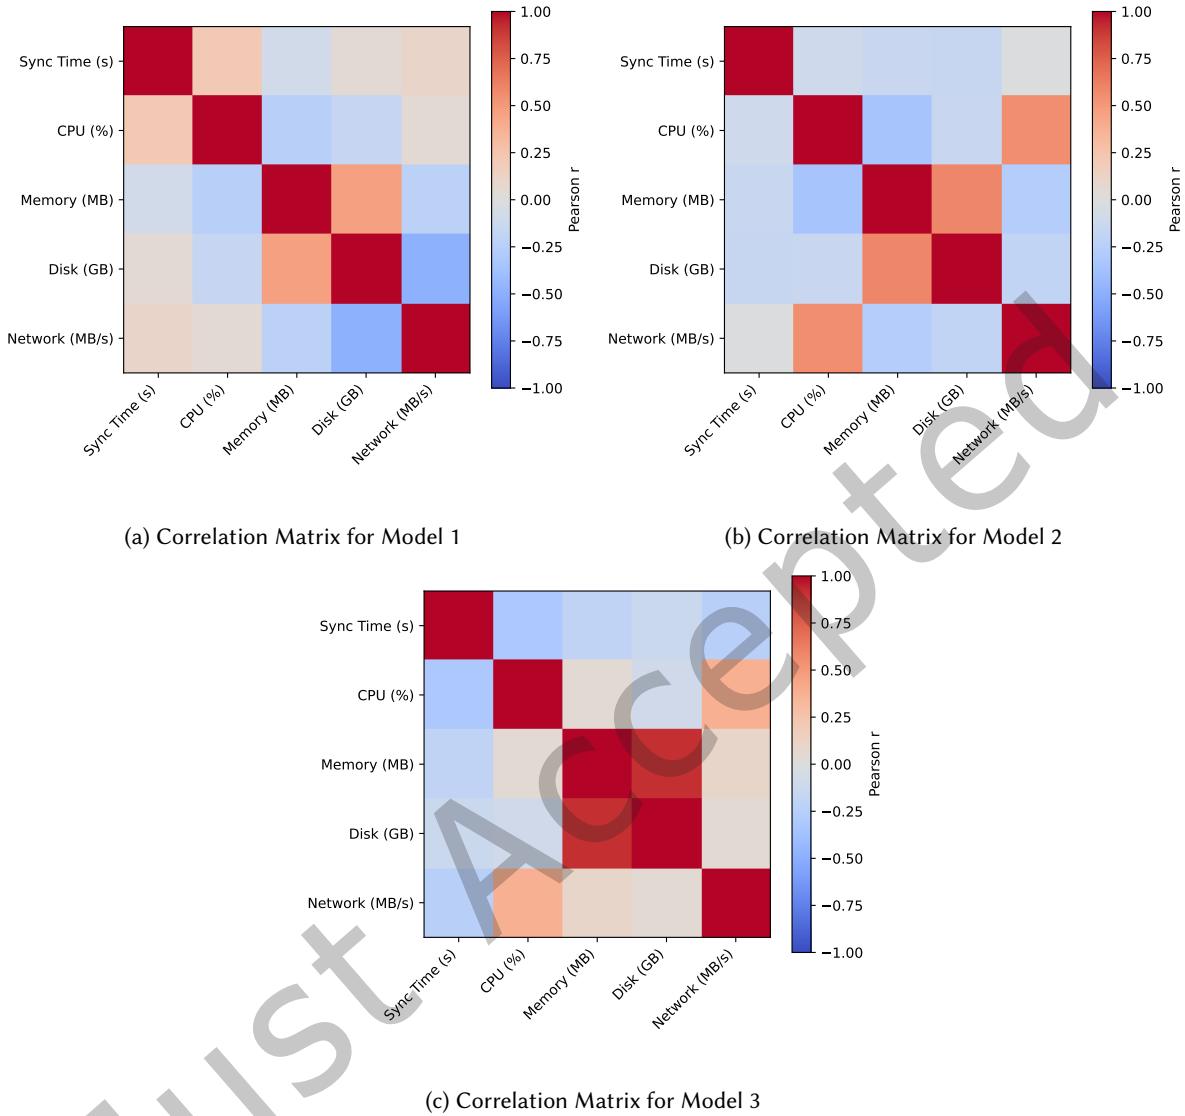 Sync Time (s)
CPU (%)
Memory (MB)
Disk (GB)
Network (MB/s)
Sync Time (s)
CPU (%)
Memory (MB)
Disk (GB)
Network (MB/s)
1.00
0.75
0.50
0.25
0.00
−0.25
−0.50
−0.75
−1.00
Pearson r
(a) Correlation Matrix for Model 1
Sync Time (s)
CPU (%)
Memory (MB)
Disk (GB)
Network (MB/s)
Sync Time (s)
CPU (%)
Memory (MB)
Disk (GB)
Network (MB/s)
1.00
0.75
0.50
0.25
0.00
−0.25
−0.50
−0.75
−1.00
Pearson r
(b) Correlation Matrix for Model 2
Sync Time (s)
CPU (%)
Memory (MB)
Disk (GB)
Network (MB/s)
Sync Time (s)
CPU (%)
Memory (MB)
Disk (GB)
Network (MB/s)
1.00
0.75
0.50
0.25
0.00
−0.25
−0.50
−0.75
−1.00
Pearson r
(c) Correlation Matrix for Model 3
Just Accepted